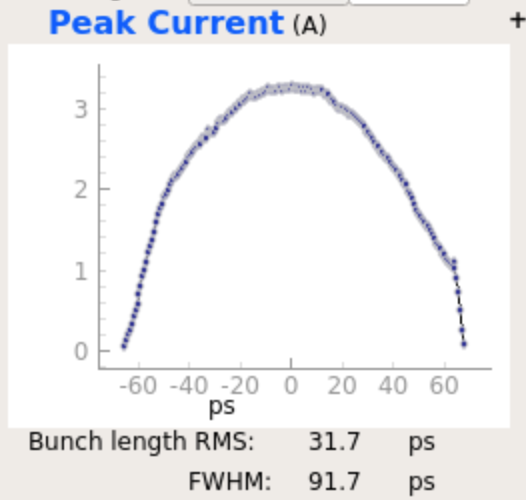 Peak Current (A) +
3
2
1
0
-60 -40 -20 0 20 40 60
ps
Bunch length RMS: 31.7 ps
FWHM: 91.7 ps